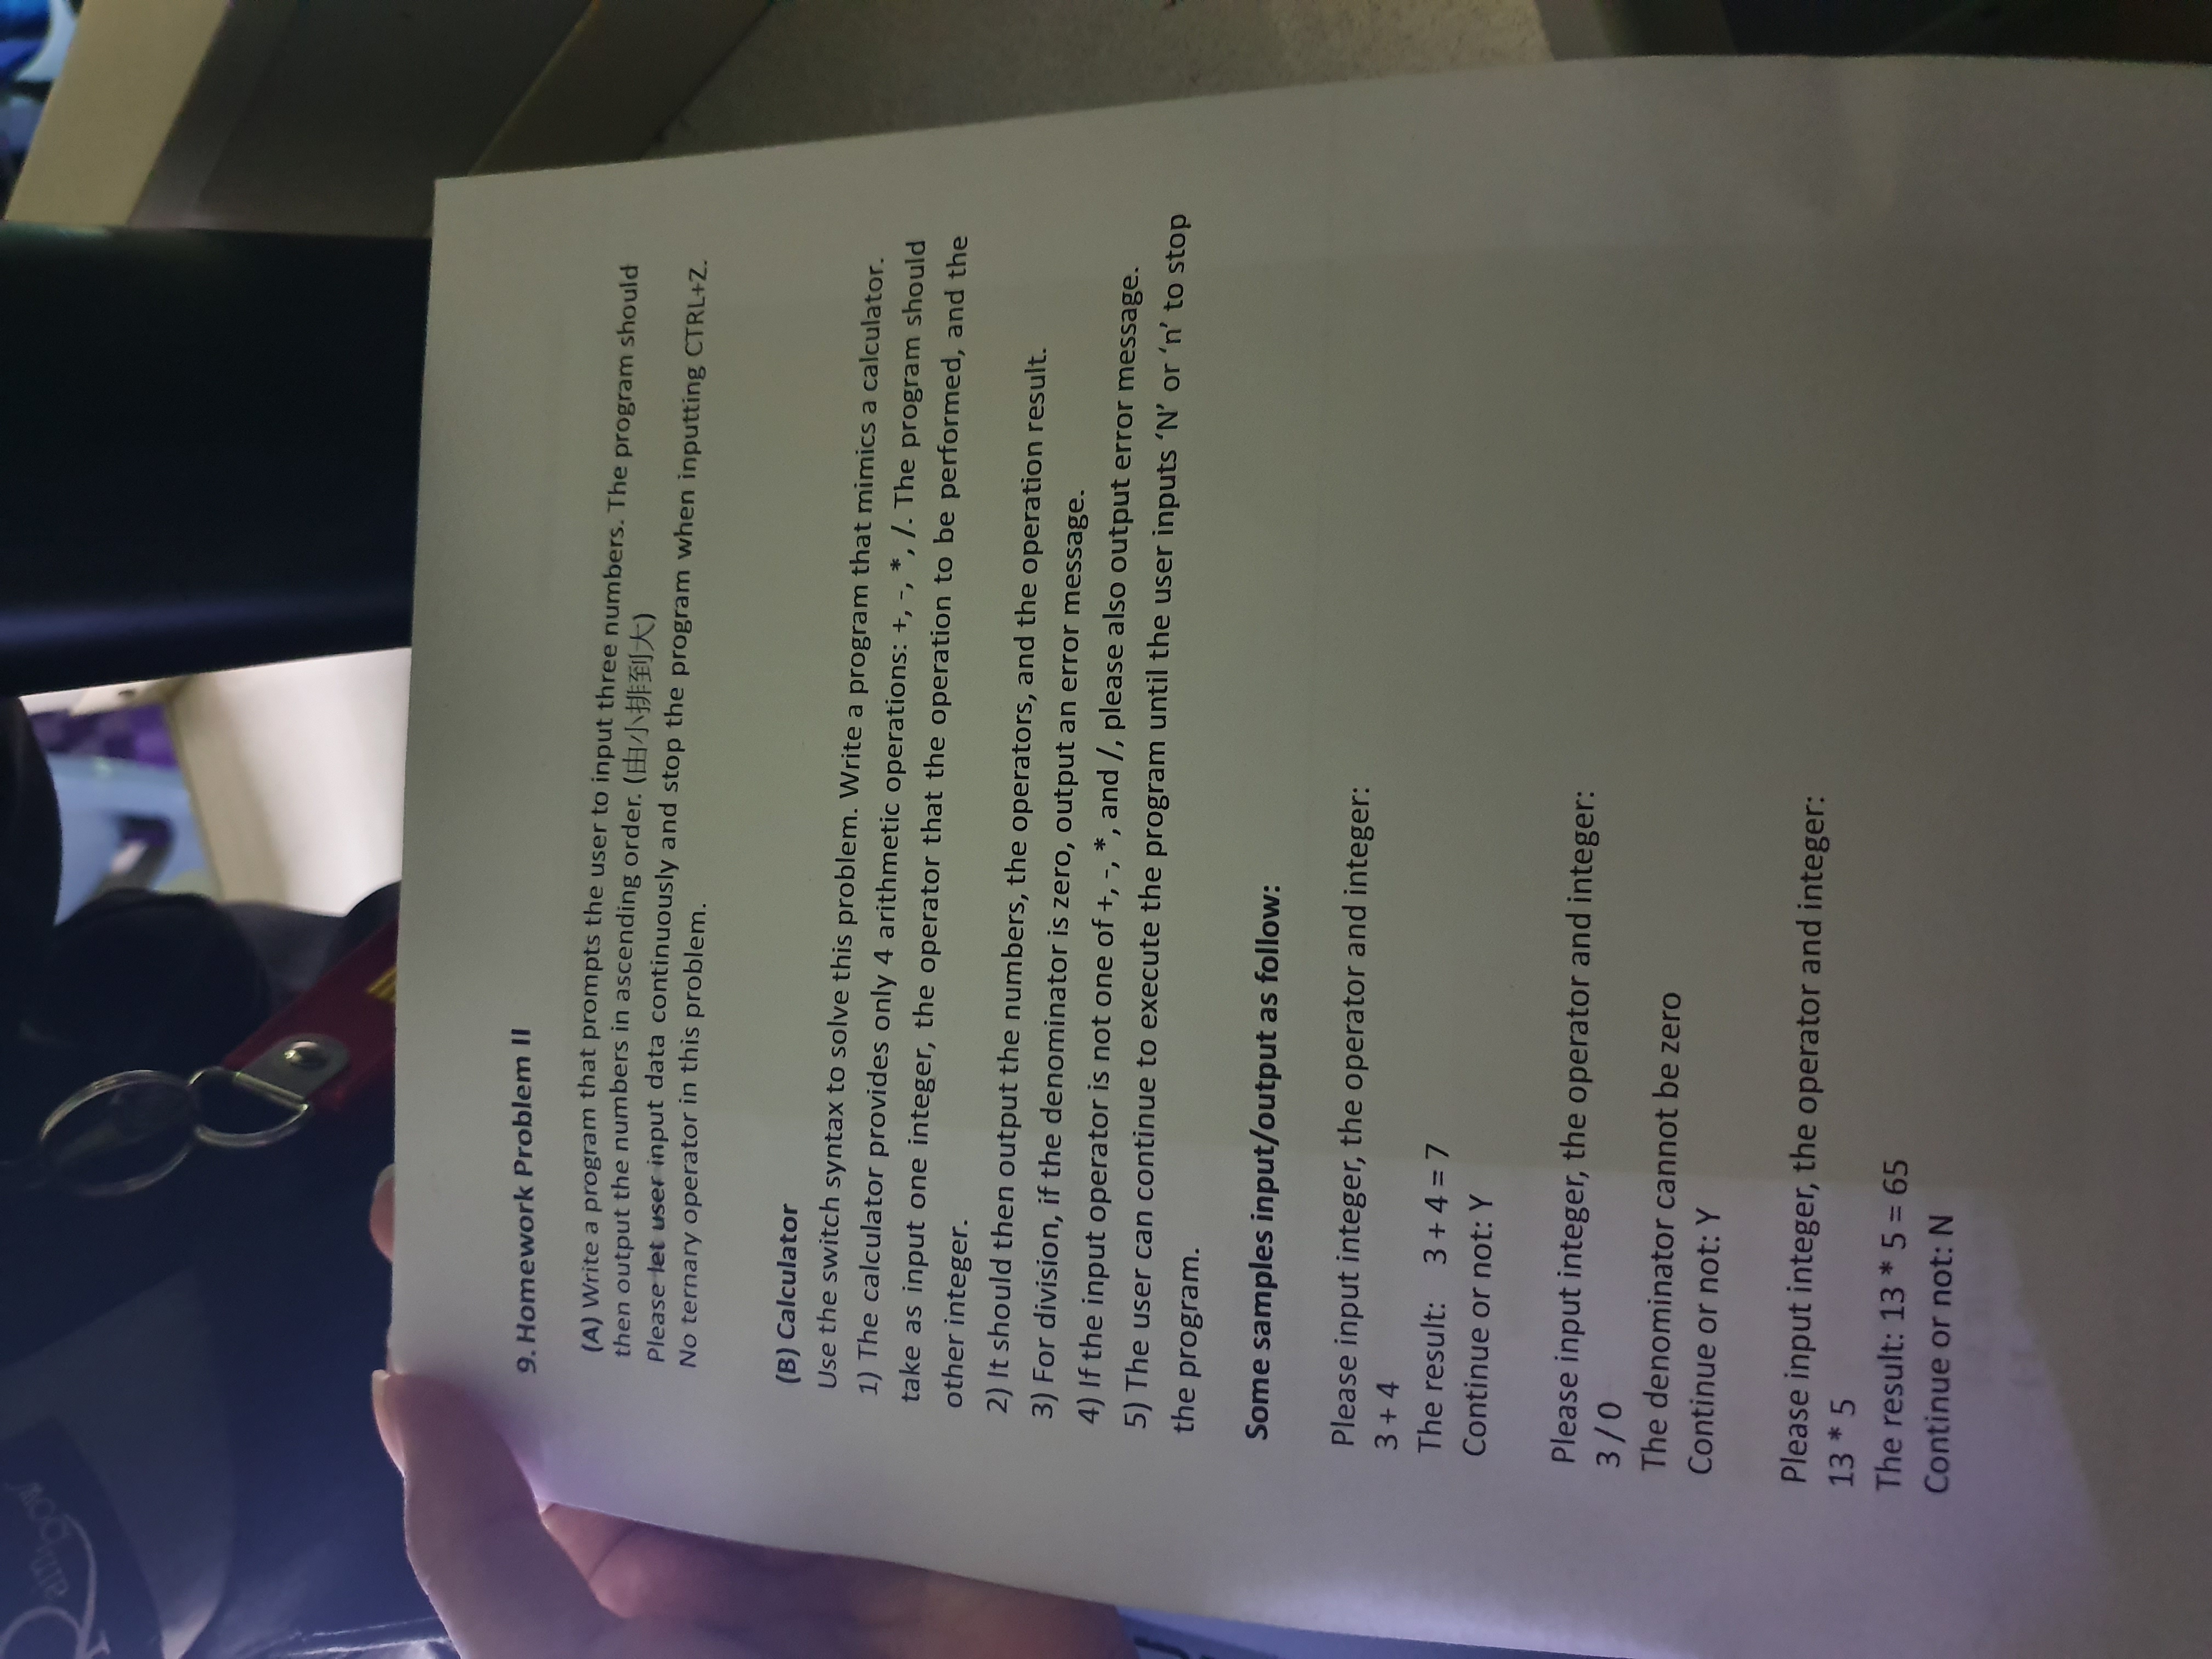 Rainbow
9. Homework Problem II
(A) Write a program that prompts the user to input three numbers. The program should
then output the numbers in ascending order. (由小排到大)
Please let user input data continuously and stop the program when inputting CTRL+Z.
No ternary operator in this problem.
(B) Calculator
Use the switch syntax to solve this problem. Write a program that mimics a calculator.
1) The calculator provides only 4 arithmetic operations: +, -, *, /. The program should
take as input one integer, the operator that the operation to be performed, and the
other integer.
2) It should then output the numbers, the operators, and the operation result.
3) For division, if the denominator is zero, output an error message.
4) If the input operator is not one of +, -, *, and /, please also output error message.
5) The user can continue to execute the program until the user inputs ‘N’ or ‘n’ to stop
the program.
Some samples input/output as follow:
Please input integer, the operator and integer:
3 + 4
The result: 3 + 4 = 7
Continue or not: Y
Please input integer, the operator and integer:
3 / 0
The denominator cannot be zero
Continue or not: Y
Please input integer, the operator and integer:
13 * 5
The result: 13 * 5 = 65
Continue or not: N